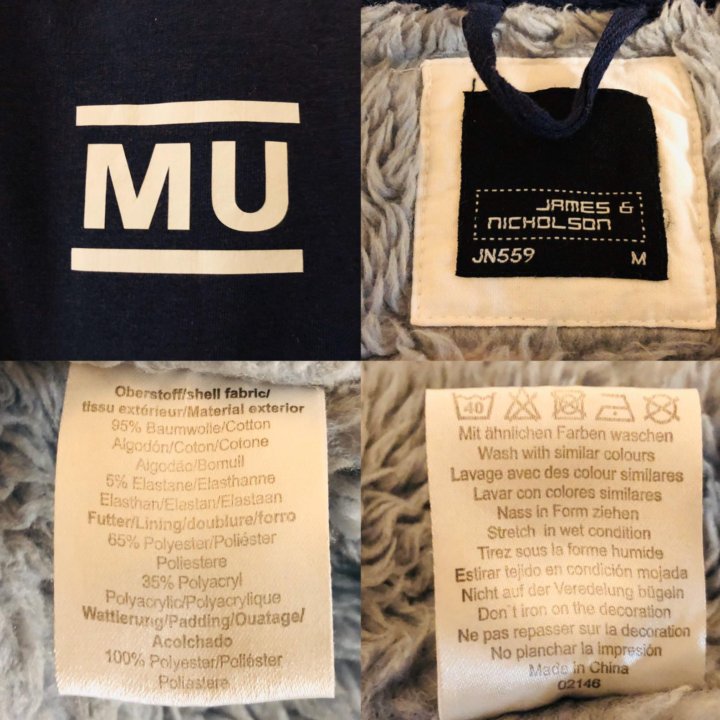 MU
JAMES &
NICHOLSON
JN559 M
Oberstoff/shell fabric/
tissu extérieur/Material exterior
95% Baumwolle/Cotton
Algodón/Coton/Cotone
Algodão/Bomull
5% Elastane/Elasthanne
Elasthan/Elastan/Elastaan
Futter/Lining/doublure/forro
65% Polyester/Poliéster
Poliestere
35% Polyacryl
Polyacrylic/Polyacrylique
Wattierung/Padding/Ouatage/
Acolchado
100% Polyester/Poliéster
Poliastere
40
Mit ähnlichen Farben waschen
Wash with similar colours
Lavage avec des colour similares
Lavar con colores similares
Nass in Form ziehen
Stretch in wet condition
Tirez sous la forme humide
Estirar tejido en condición mojada
Nicht auf der Veredelung bügeln
Don´t iron on the decoration
Ne pas repasser sur la decoration
No planchar la impresión
Made in China
02146